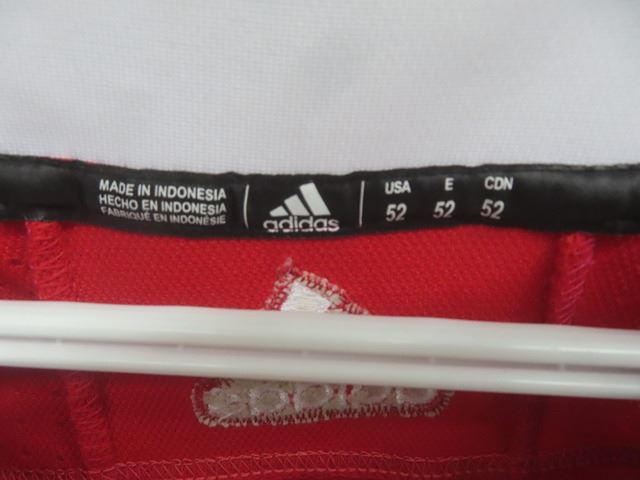 MADE IN INDONESIA
HECHO EN INDONESIA
FABRIQUÉ EN INDONÉSIE
adidas
USA E CDN
52 52 52